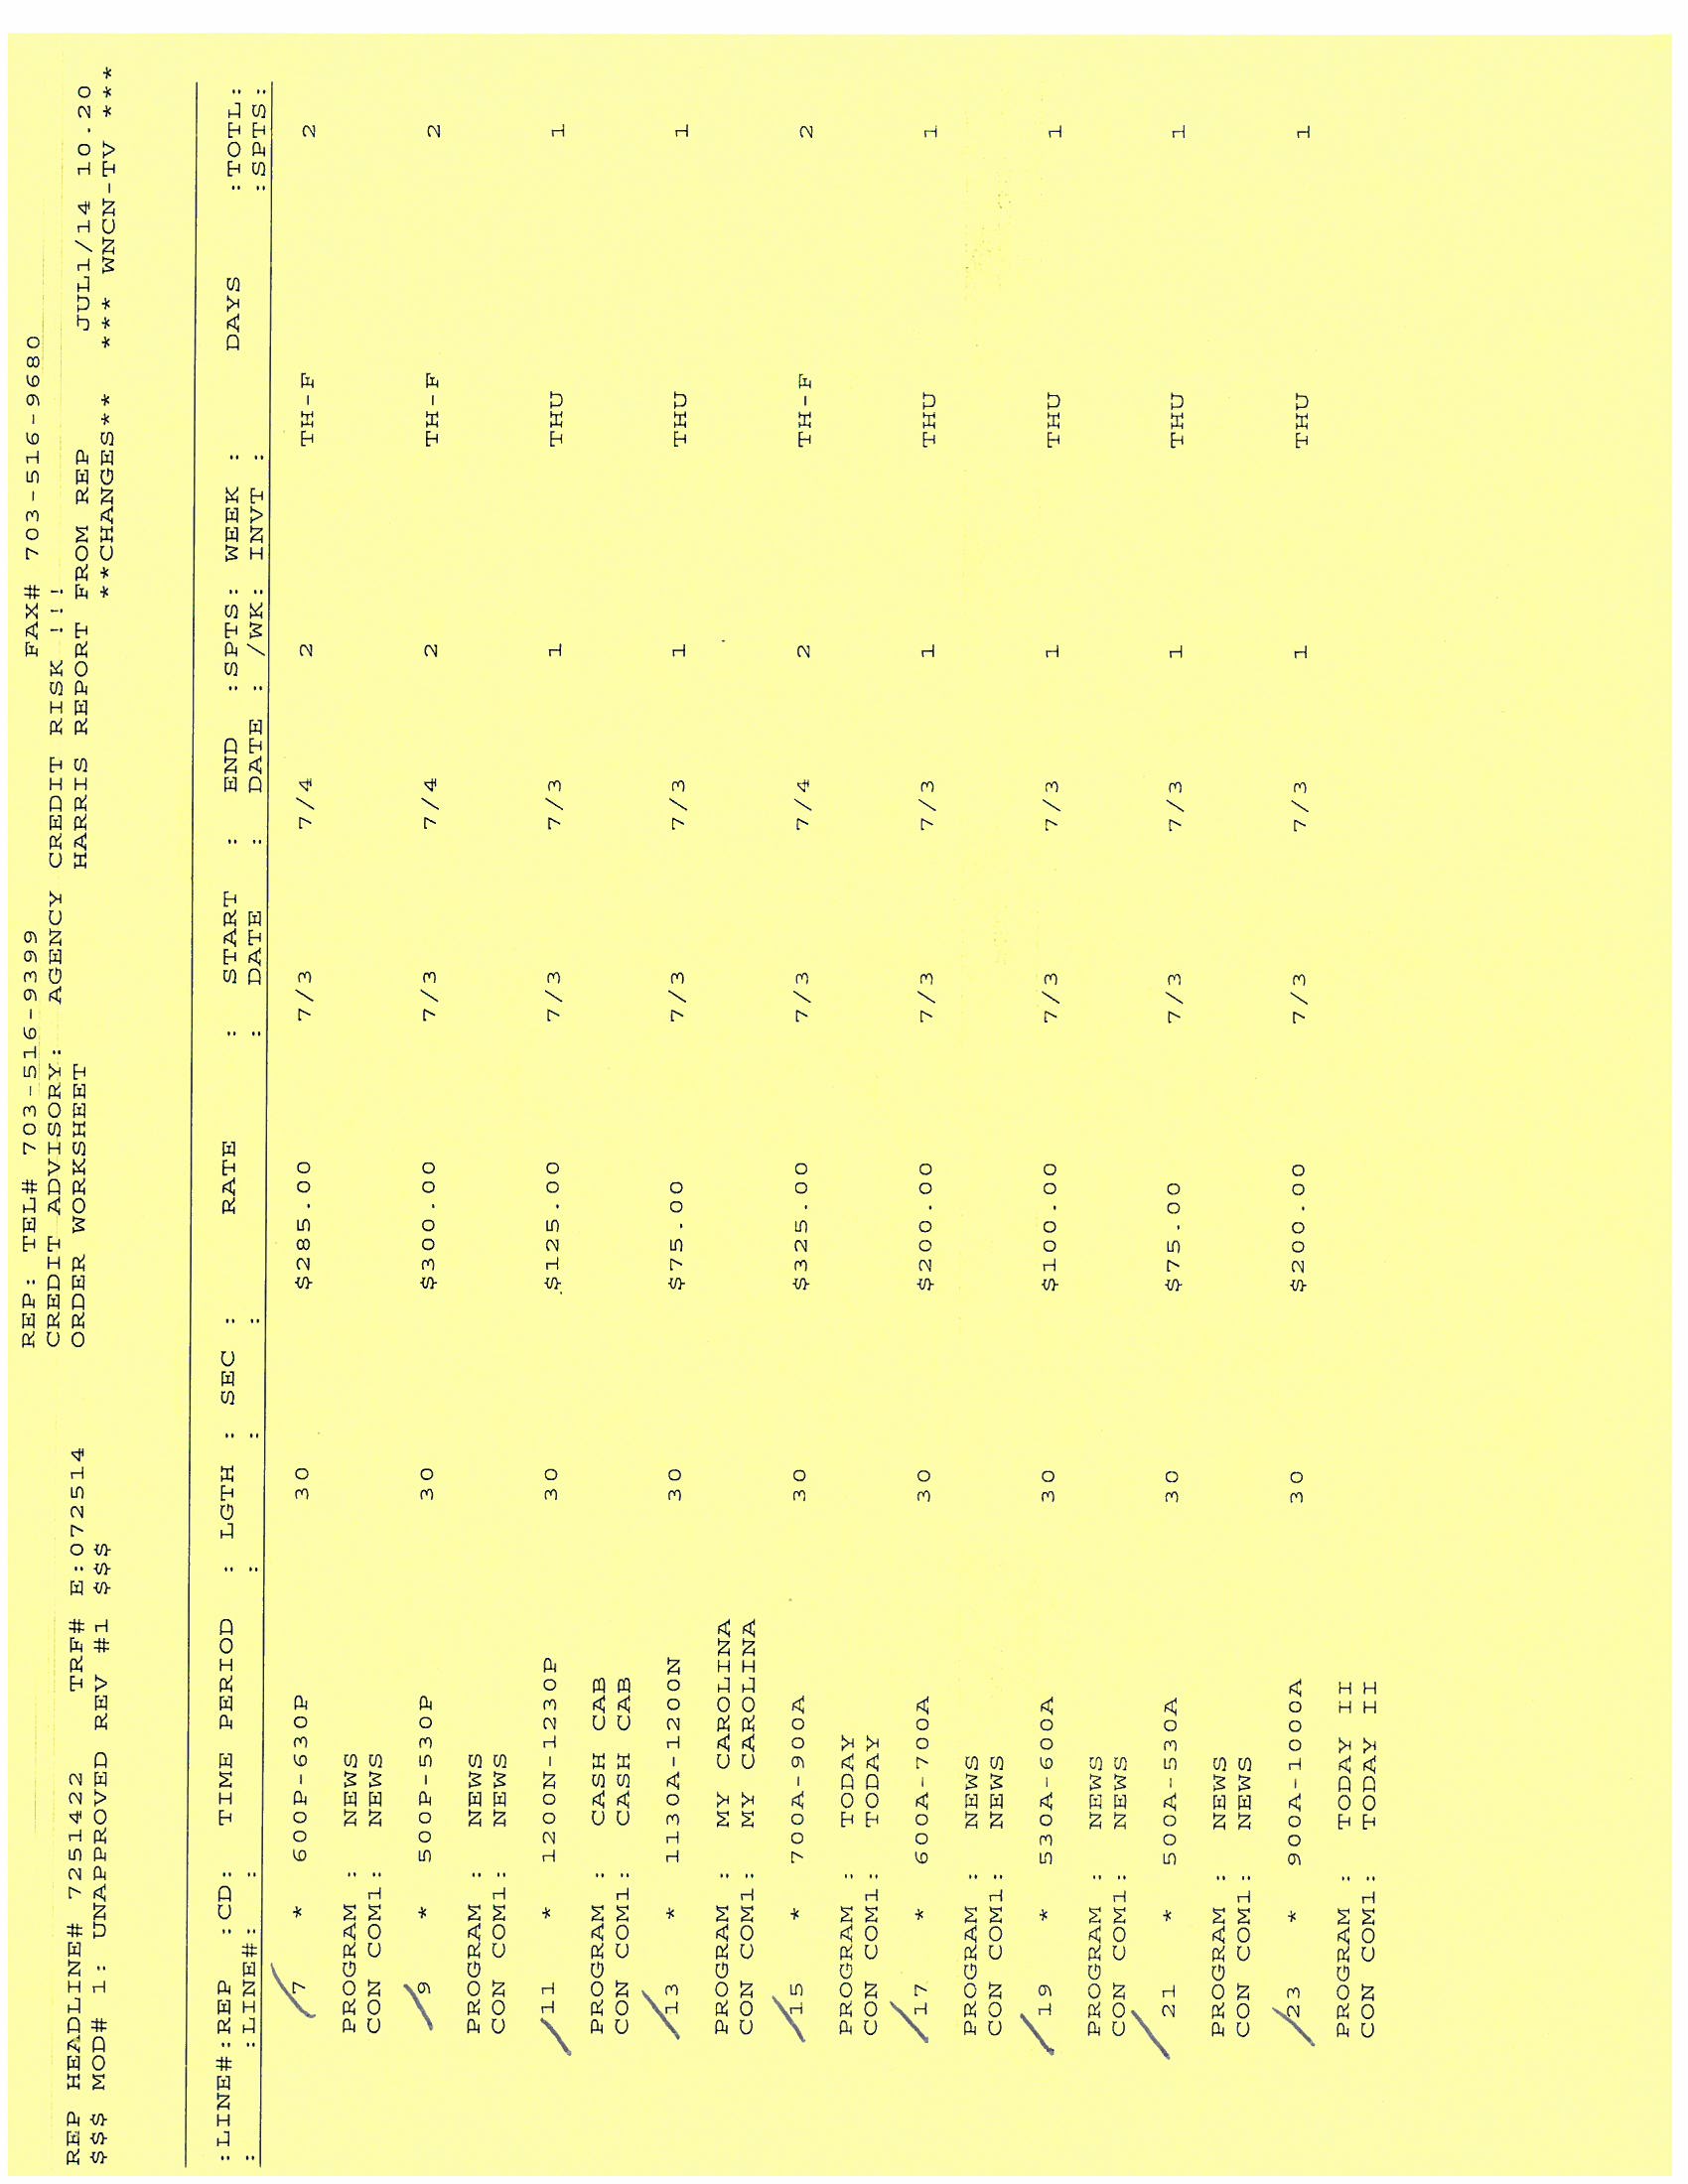 REP: TEL# 703-516-9399 FAX# 703-516-9680
CREDIT ADVISORY: AGENCY CREDIT RISK !!!
REP HEADLINE# 7251422 TRF# E:072514 ORDER WORKSHEET HARRIS REPORT FROM REP JUL1/14 10.20
$$$ MOD# 1: UNAPPROVED REV #1 $$$ **CHANGES** *** WNCN-TV ***
:LINE#:REP :CD: TIME PERIOD : LGTH : SEC : RATE : START : END :SPTS: WEEK : DAYS :TOTL:
: :LINE#: : : : : DATE : DATE : /WK: INVT : :SPTS:
7 * 600P-630P 30 $285.00 7/3 7/4 2 TH-F 2
PROGRAM : NEWS
CON COM1: NEWS
9 * 500P-530P 30 $300.00 7/3 7/4 2 TH-F 2
PROGRAM : NEWS
CON COM1: NEWS
11 * 1200N-1230P 30 $125.00 7/3 7/3 1 THU 1
PROGRAM : CASH CAB
CON COM1: CASH CAB
13 * 1130A-1200N 30 $75.00 7/3 7/3 1 THU 1
PROGRAM : MY CAROLINA
CON COM1: MY CAROLINA
15 * 700A-900A 30 $325.00 7/3 7/4 2 TH-F 2
PROGRAM : TODAY
CON COM1: TODAY
17 * 600A-700A 30 $200.00 7/3 7/3 1 THU 1
PROGRAM : NEWS
CON COM1: NEWS
19 * 530A-600A 30 $100.00 7/3 7/3 1 THU 1
PROGRAM : NEWS
CON COM1: NEWS
21 * 500A-530A 30 $75.00 7/3 7/3 1 THU 1
PROGRAM : NEWS
CON COM1: NEWS
23 * 900A-1000A 30 $200.00 7/3 7/3 1 THU 1
PROGRAM : TODAY II
CON COM1: TODAY II